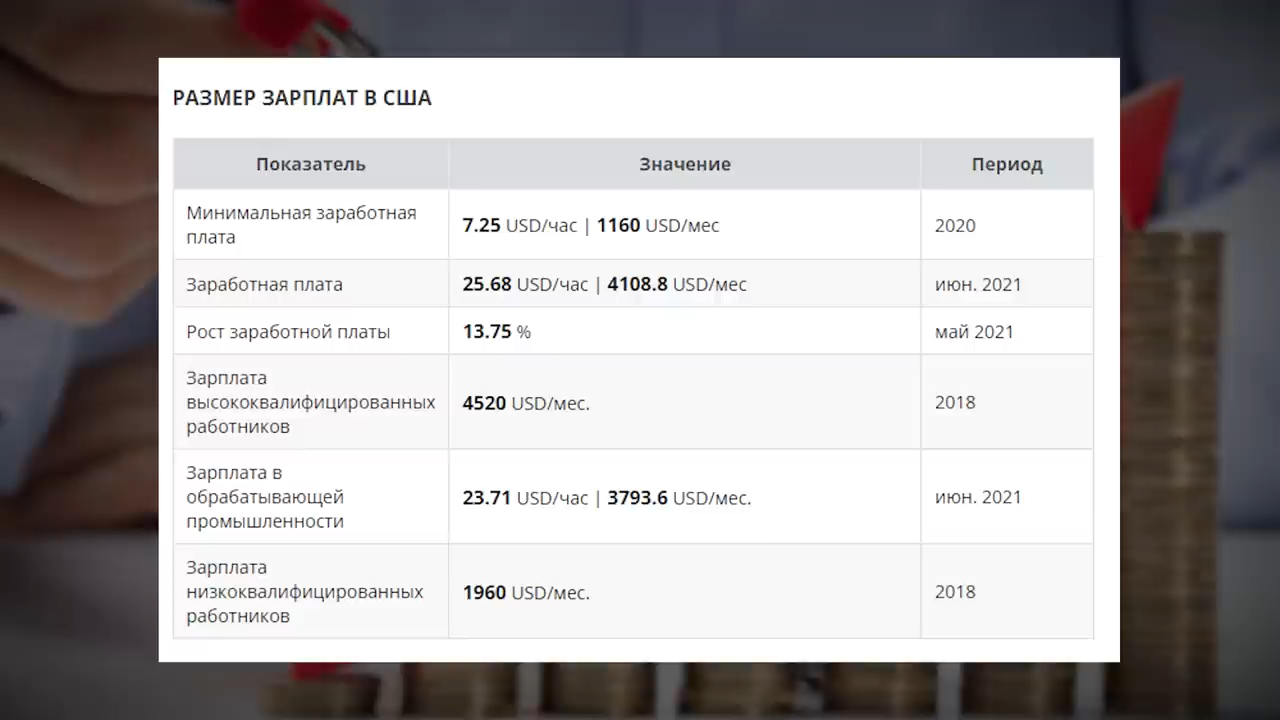 РАЗМЕР ЗАРПЛАТ В США
Показатель Значение Период
Минимальная заработная
плата
7.25 USD/час | 1160 USD/мес 2020
Заработная плата 25.68 USD/час | 4108.8 USD/мес июн. 2021
Рост заработной платы 13.75 % май 2021
Зарплата
высококвалифицированных
работников
4520 USD/мес. 2018
Зарплата в
обрабатывающей
промышленности
23.71 USD/час | 3793.6 USD/мес. июн. 2021
Зарплата
низкоквалифицированных
работников
1960 USD/мес. 2018